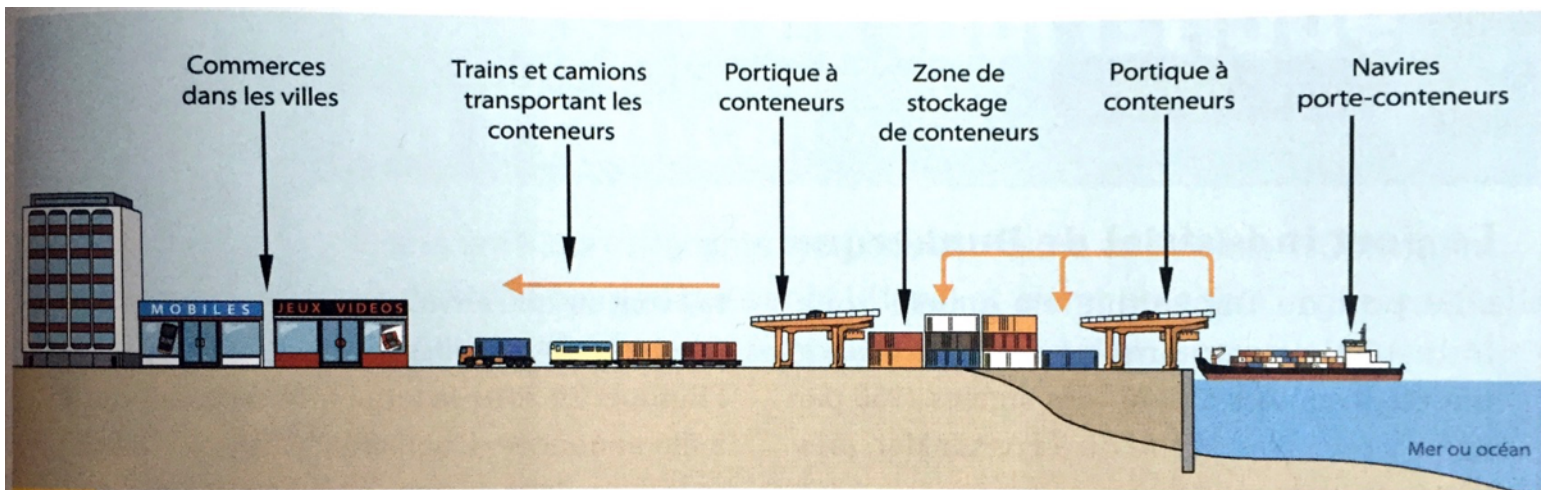 Commerces
dans les villes
Trains et camions
transportant les
conteneurs
Portique à
conteneurs
Zone de
stockage
de conteneurs
Portique à
conteneurs
Navires
porte-conteneurs
MOBILES
JEUX VIDEOS
Mer ou océan